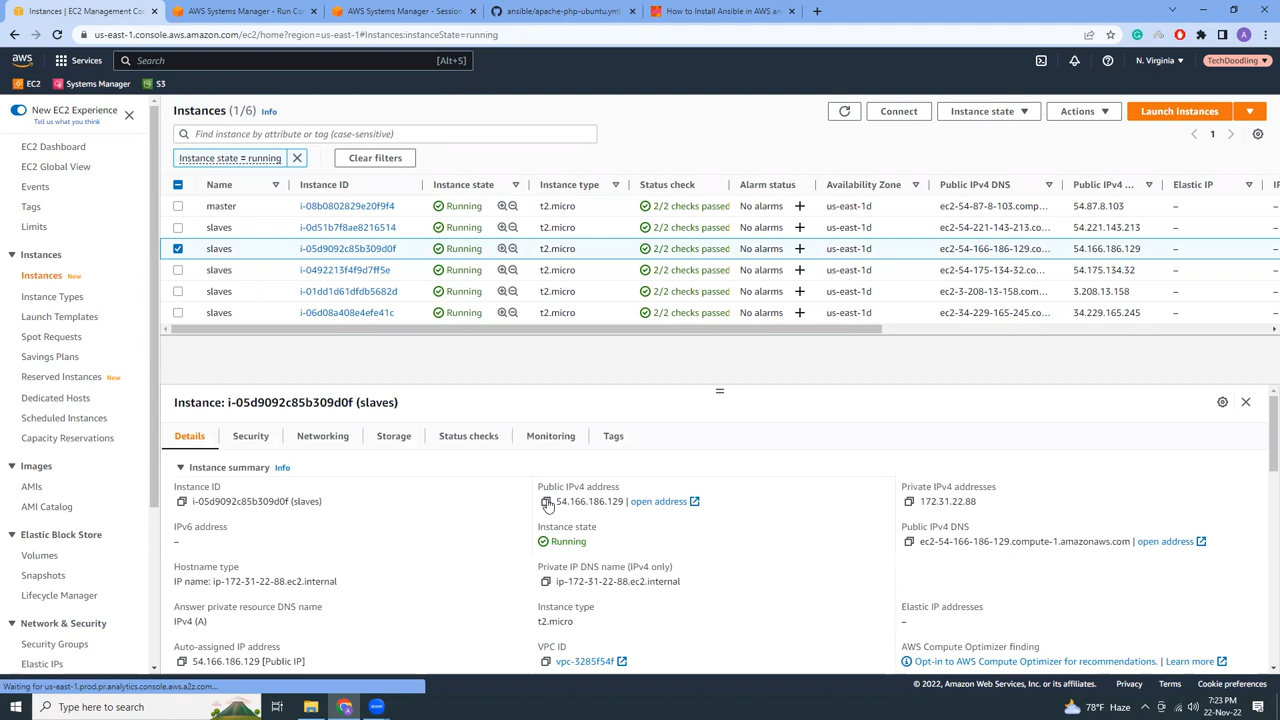 Instances | EC2 Management Co
AWS Systems Manager - Run Co
AWS Systems Manager - Session
ansible/apache-php-ubuntu.yml
How to Install Ansible in AWS an
us-east-1.console.aws.amazon.com/ec2/home?region=us-east-1#Instances:instanceState=running
aws
Services
Search
[Alt+S]
N. Virginia
TechDoodling
EC2
Systems Manager
S3
New EC2 Experience
Tell us what you think
EC2 Dashboard
EC2 Global View
Events
Tags
Limits
Instances
Instances New
Instance Types
Launch Templates
Spot Requests
Savings Plans
Reserved Instances New
Dedicated Hosts
Scheduled Instances
Capacity Reservations
Images
AMIs
AMI Catalog
Elastic Block Store
Volumes
Snapshots
Lifecycle Manager
Network & Security
Security Groups
Elastic IPs
Instances (1/6) Info
Connect
Instance state
Actions
Launch instances
Find instance by attribute or tag (case-sensitive)
1
Instance state = running
Clear filters
Name Instance ID Instance state Instance type Status check Alarm status Availability Zone Public IPv4 DNS Public IPv4 ... Elastic IP
master i-08b0802829e20f9f4 Running t2.micro 2/2 checks passed No alarms + us-east-1d ec2-54-87-8-103.comp... 54.87.8.103 –
slaves i-0d51b7f8ae8216514 Running t2.micro 2/2 checks passed No alarms + us-east-1d ec2-54-221-143-213.co... 54.221.143.213 –
slaves i-05d9092c85b309d0f Running t2.micro 2/2 checks passed No alarms + us-east-1d ec2-54-166-186-129.co... 54.166.186.129 –
slaves i-0492213f4f9d7ff5e Running t2.micro 2/2 checks passed No alarms + us-east-1d ec2-54-175-134-32.co... 54.175.134.32 –
slaves i-01dd1d61dfdb5682d Running t2.micro 2/2 checks passed No alarms + us-east-1d ec2-3-208-13-158.com... 3.208.13.158 –
slaves i-06d08a408e4efe41c Running t2.micro 2/2 checks passed No alarms + us-east-1d ec2-34-229-165-245.co... 34.229.165.245 –
Instance: i-05d9092c85b309d0f (slaves)
Details Security Networking Storage Status checks Monitoring Tags
Instance summary Info
Instance ID
i-05d9092c85b309d0f (slaves)
Public IPv4 address
54.166.186.129 | open address
Private IPv4 addresses
172.31.22.88
IPv6 address
–
Instance state
Running
Public IPv4 DNS
ec2-54-166-186-129.compute-1.amazonaws.com | open address
Hostname type
IP name: ip-172-31-22-88.ec2.internal
Private IP DNS name (IPv4 only)
ip-172-31-22-88.ec2.internal
Answer private resource DNS name
IPv4 (A)
Instance type
t2.micro
Elastic IP addresses
–
Auto-assigned IP address
54.166.186.129 [Public IP]
VPC ID
vpc-3285f54f
AWS Compute Optimizer finding
Opt-in to AWS Compute Optimizer for recommendations. | Learn more
Waiting for us-east-1.prod.pr.analytics.console.aws.a2z.com...
© 2022, Amazon Web Services, Inc. or its affiliates.
Privacy
Terms
Cookie preferences
Type here to search
78°F Haze
7:23 PM
22-Nov-22